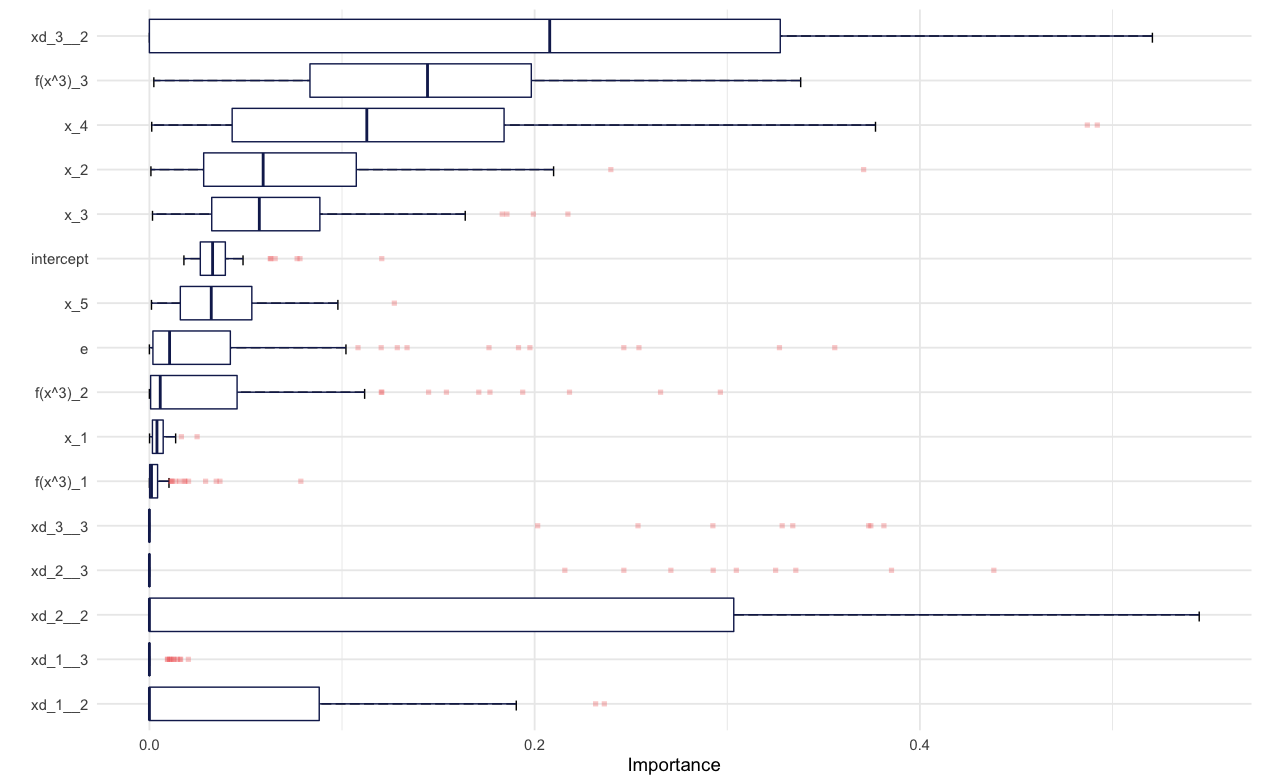 xd_3__2
f(x^3)_3
x_4
x_2
x_3
intercept
x_5
e
f(x^3)_2
x_1
f(x^3)_1
xd_3__3
xd_2__3
xd_2__2
xd_1__3
xd_1__2
0.0 0.2 0.4
Importance